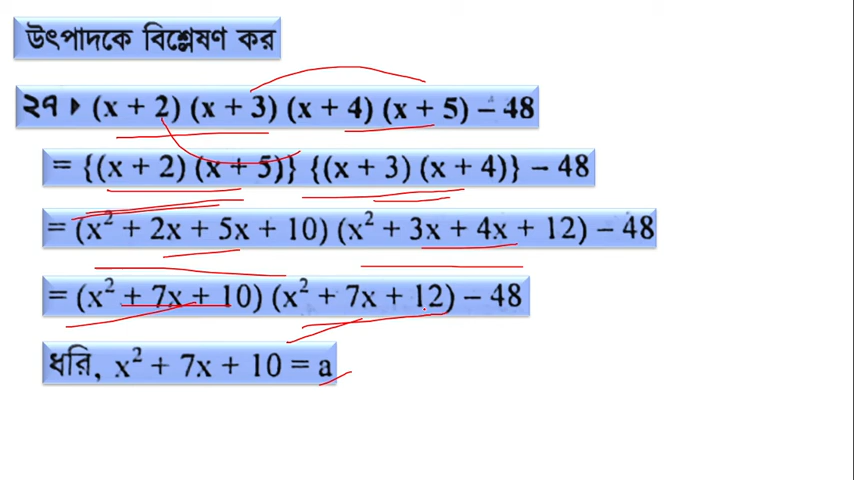 উৎপাদকে বিশ্লেষণ কর
২৭ ▶ (x + 2) (x + 3) (x + 4) (x + 5) – 48
= {(x + 2) (x + 5)} {(x + 3) (x + 4)} – 48
= (x² + 2x + 5x + 10) (x² + 3x + 4x + 12) – 48
= (x² + 7x + 10) (x² + 7x + 12) – 48
ধরি, x² + 7x + 10 = a